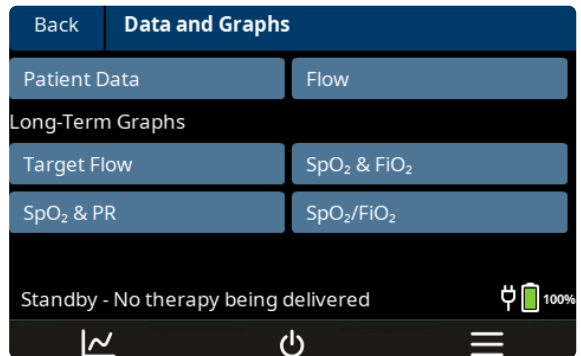 Back Data and Graphs
Patient Data Flow
Long-Term Graphs
Target Flow SpO₂ & FiO₂
SpO₂ & PR SpO₂/FiO₂
Standby - No therapy being delivered 100%